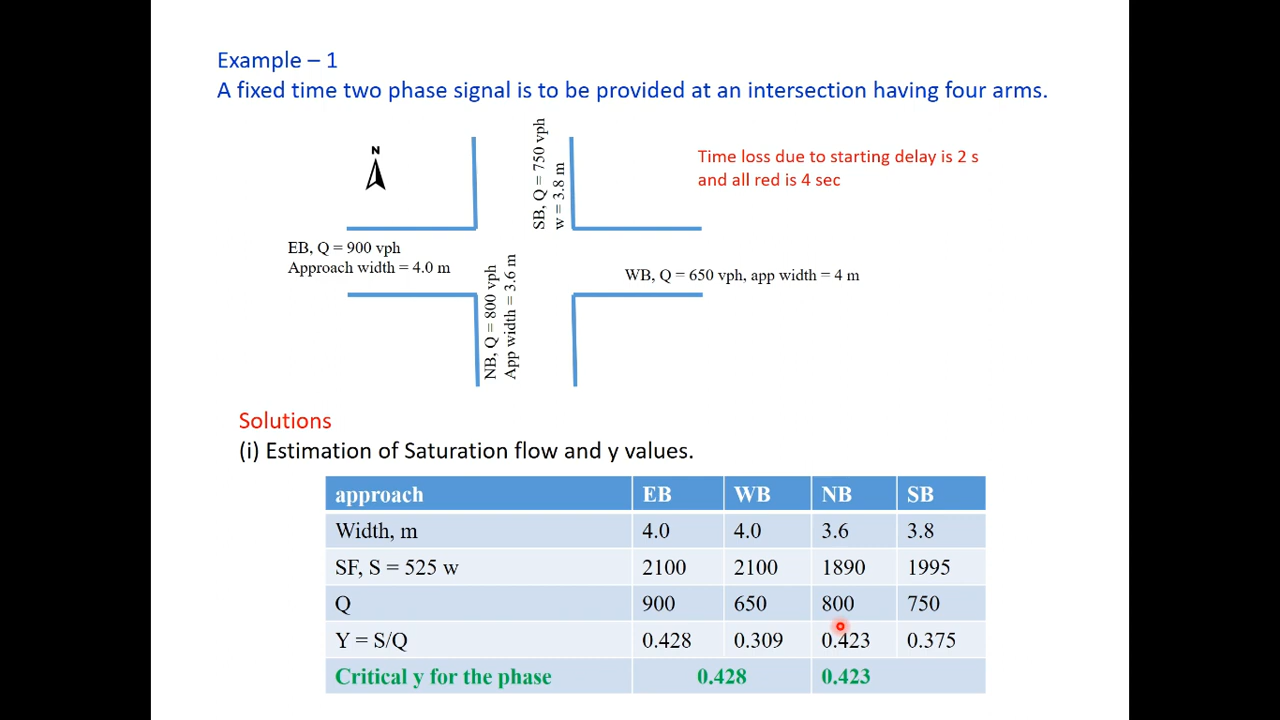 Example – 1
A fixed time two phase signal is to be provided at an intersection having four arms.
N
SB, Q = 750 vph
w = 3.8 m
Time loss due to starting delay is 2 s
and all red is 4 sec
EB, Q = 900 vph
Approach width = 4.0 m
NB, Q = 800 vph
App width = 3.6 m
WB, Q = 650 vph, app width = 4 m
Solutions
(i) Estimation of Saturation flow and y values.
approach EB WB NB SB
Width, m 4.0 4.0 3.6 3.8
SF, S = 525 w 2100 2100 1890 1995
Q 900 650 800 750
Y = S/Q 0.428 0.309 0.423 0.375
Critical y for the phase 0.428 0.423